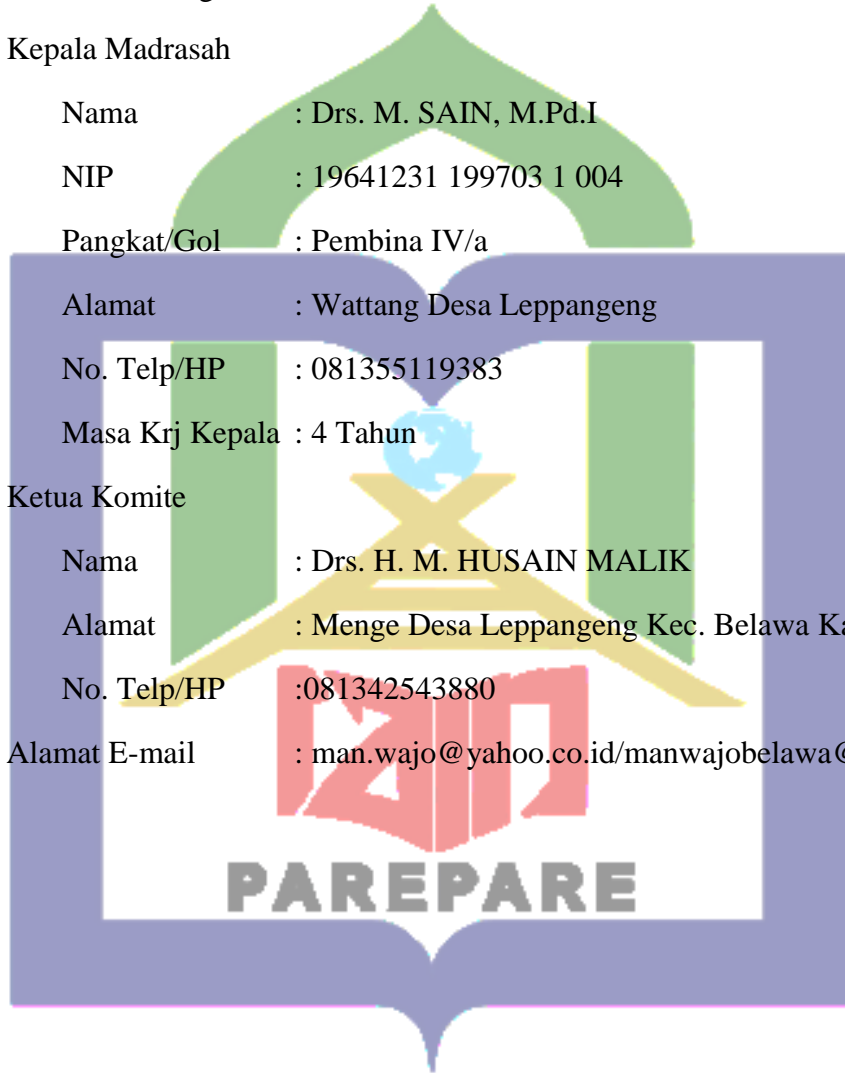 Kepala Madrasah
Nama : Drs. M. SAIN, M.Pd.I
NIP : 19641231 199703 1 004
Pangkat/Gol : Pembina IV/a
Alamat : Wattang Desa Leppangeng
No. Telp/HP : 081355119383
Masa Krj Kepala : 4 Tahun
Ketua Komite
Nama : Drs. H. M. HUSAIN MALIK
Alamat : Menge Desa Leppangeng Kec. Belawa Ka
No. Telp/HP :081342543880
Alamat E-mail : man.wajo@yahoo.co.id/manwajobelawa@
iain
PAREPARE